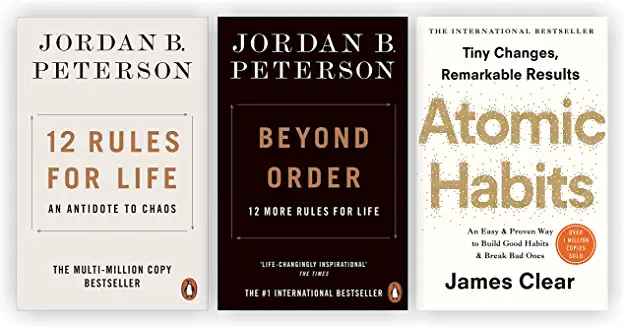 JORDAN B.
PETERSON
12 RULES
FOR LIFE
AN ANTIDOTE TO CHAOS
THE MULTI-MILLION COPY
BESTSELLER
JORDAN B.
PETERSON
BEYOND
ORDER
12 MORE RULES FOR LIFE
'LIFE-CHANGINGLY INSPIRATIONAL'
THE TIMES
THE #1 INTERNATIONAL BESTSELLER
THE INTERNATIONAL BESTSELLER
Tiny Changes,
Remarkable Results
Atomic
Habits
An Easy & Proven Way
to Build Good Habits
& Break Bad Ones
OVER
1 MILLION
COPIES
SOLD
James Clear